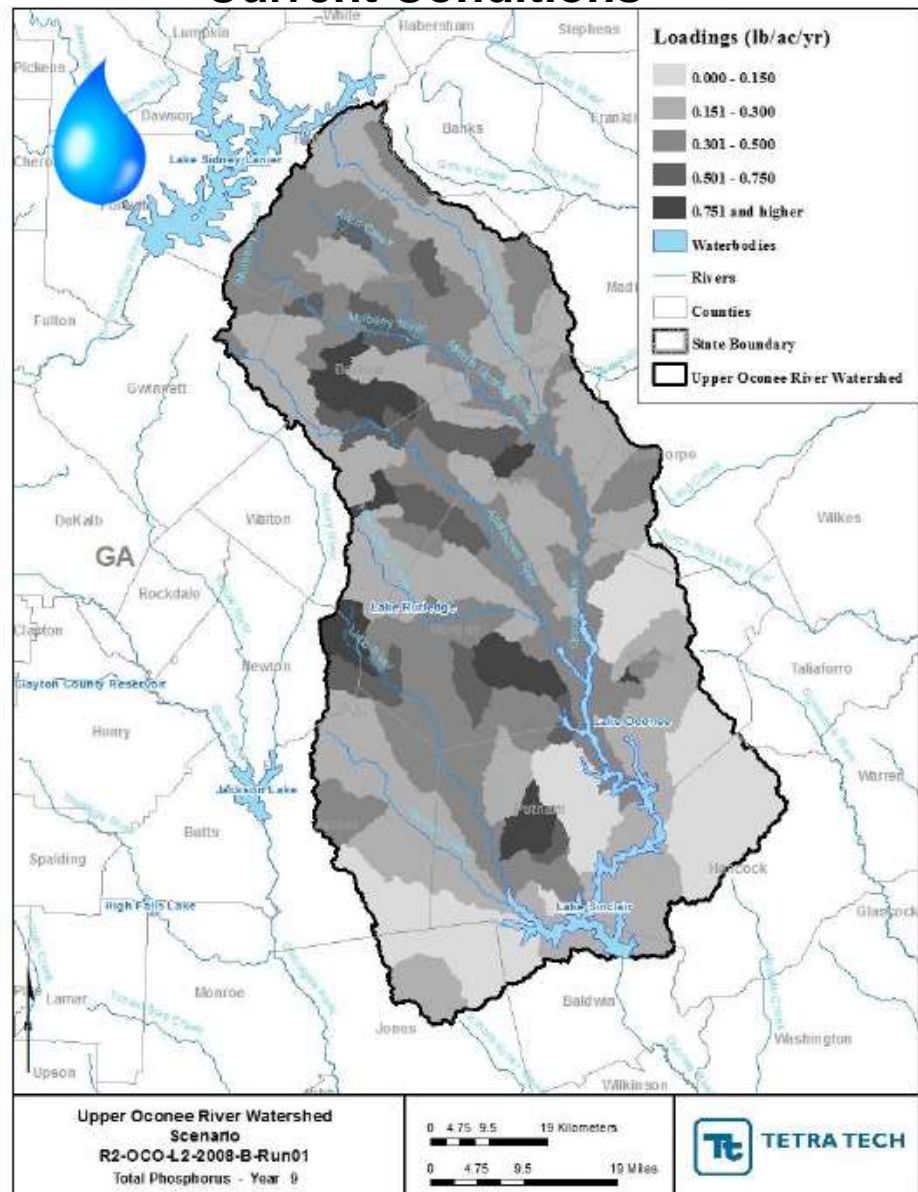 Current Conditions
White
Habersham
Stephens
Lumpkin
Pickens
Dawson
Banks
Lake Sidney Lanier
Fulton
Gwinnett
Loadings (lb/ac/yr)
0.000 - 0.150
0.151 - 0.300
0.301 - 0.500
0.501 - 0.750
0.751 and higher
Waterbodies
Rivers
Counties
State Boundary
Upper Oconee River Watershed
Mulberry River
DeKalb
Walton
GA
Rockdale
Wilkes
Lake Rutledge
Clayton
Newton
Clayton County Reservoir
Taliaferro
Henry
Lake Oconee
Jackson Lake
Warren
Butts
Putnam
Spalding
Hancock
High Falls Lake
Lake Sinclair
Glascock
Lamar
Monroe
Baldwin
Jones
Washington
Upson
Wilkinson
Upper Oconee River Watershed
Scenario
R2-OCO-L2-2008-B-Run01
Total Phosphorus - Year 9
0 4.75 9.5 19 Kilometers
0 4.75 9.5 19 Miles
Tt TETRA TECH